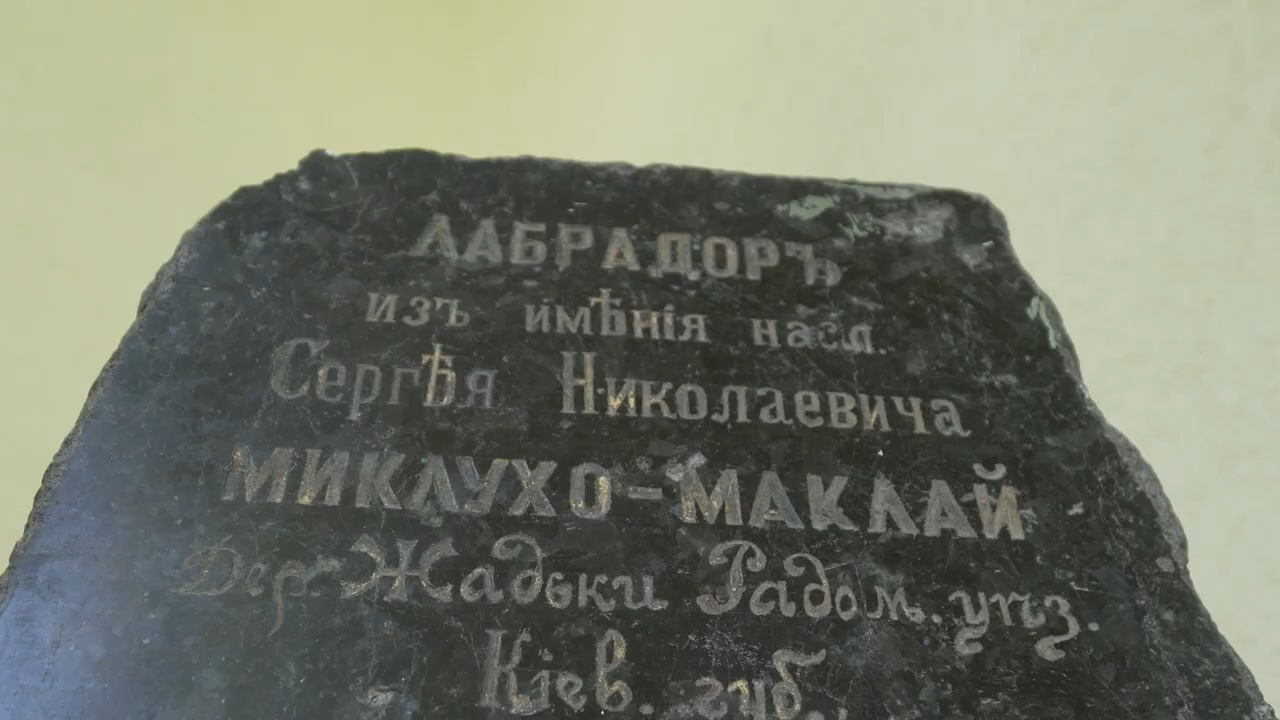 ЛАБРАДОРЪ
изъ имѣнія насл.
Сергѣя Николаевича
МИКЛУХО-МАКЛАЙ
Дер. Жадьки Радом. уѣз.
Кіев. губ.